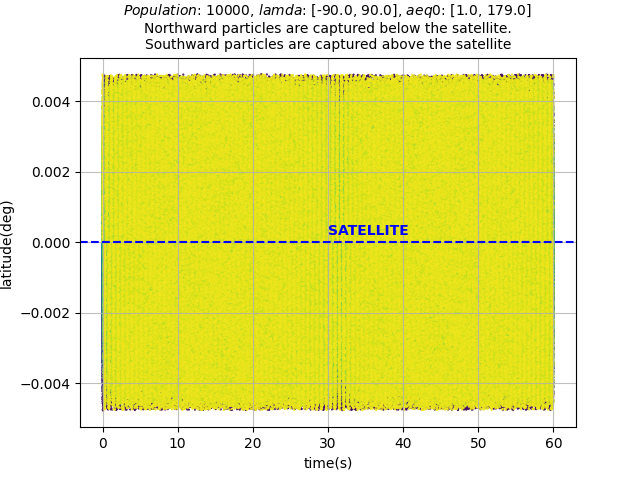 Population: 10000, lamda: [-90.0, 90.0], aeq0: [1.0, 179.0]
Northward particles are captured below the satellite.
Southward particles are captured above the satellite
0.004
0.002
0.000
−0.002
−0.004
latitude(deg)
SATELLITE
0 10 20 30 40 50 60
time(s)